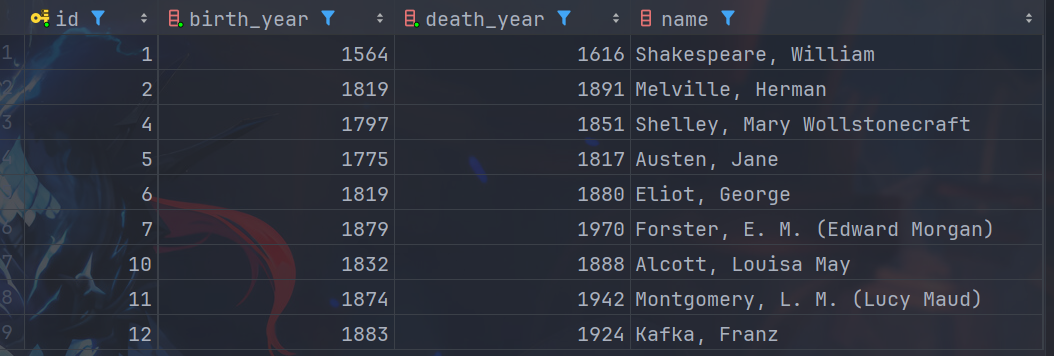 id birth_year death_year name
1 1 1564 1616 Shakespeare, William
2 2 1819 1891 Melville, Herman
3 4 1797 1851 Shelley, Mary Wollstonecraft
4 5 1775 1817 Austen, Jane
5 6 1819 1880 Eliot, George
6 7 1879 1970 Forster, E. M. (Edward Morgan)
7 10 1832 1888 Alcott, Louisa May
8 11 1874 1942 Montgomery, L. M. (Lucy Maud)
9 12 1883 1924 Kafka, Franz